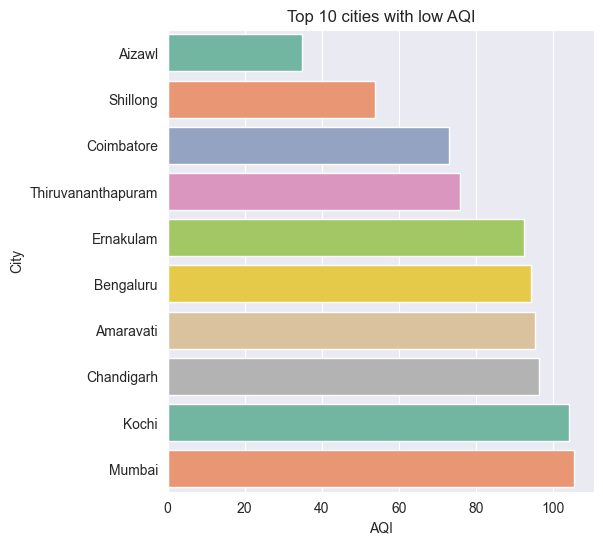 Top 10 cities with low AQI
City
Aizawl
Shillong
Coimbatore
Thiruvananthapuram
Ernakulam
Bengaluru
Amaravati
Chandigarh
Kochi
Mumbai
0 20 40 60 80 100
AQI